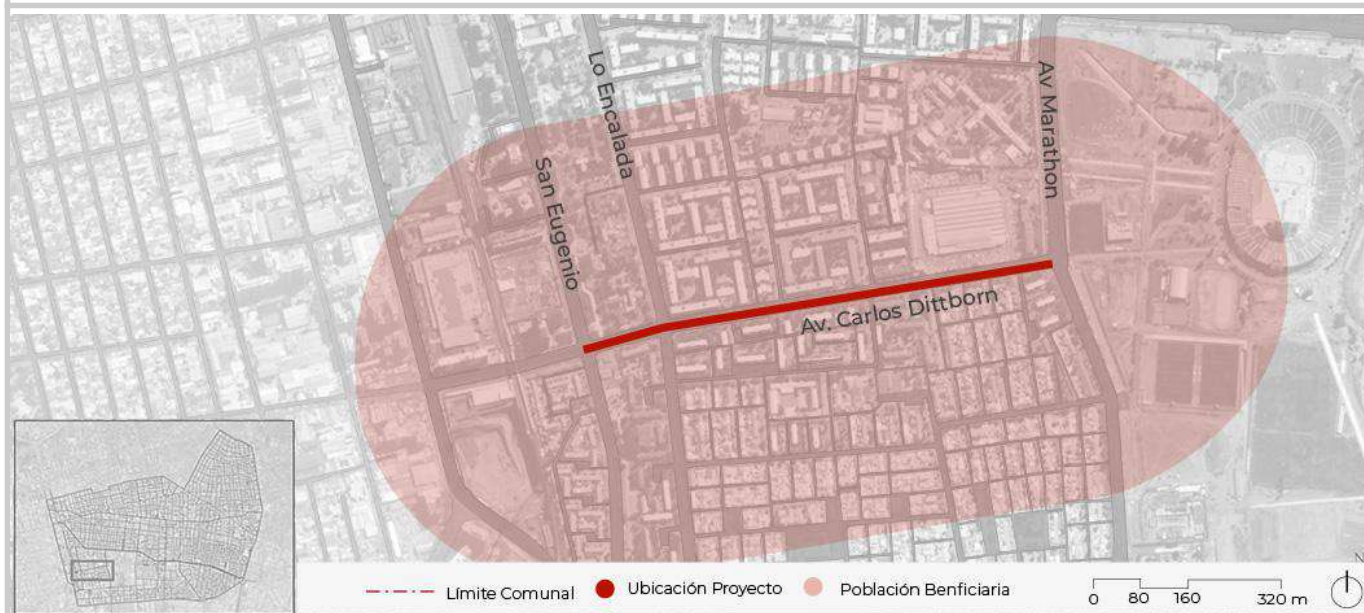 Lo Encalada
Av Marathon
San Eugenio
Av. Carlos Dittborn
Límite Comunal
Ubicación Proyecto
Población Benficiaria
0 80 160 320 m
N